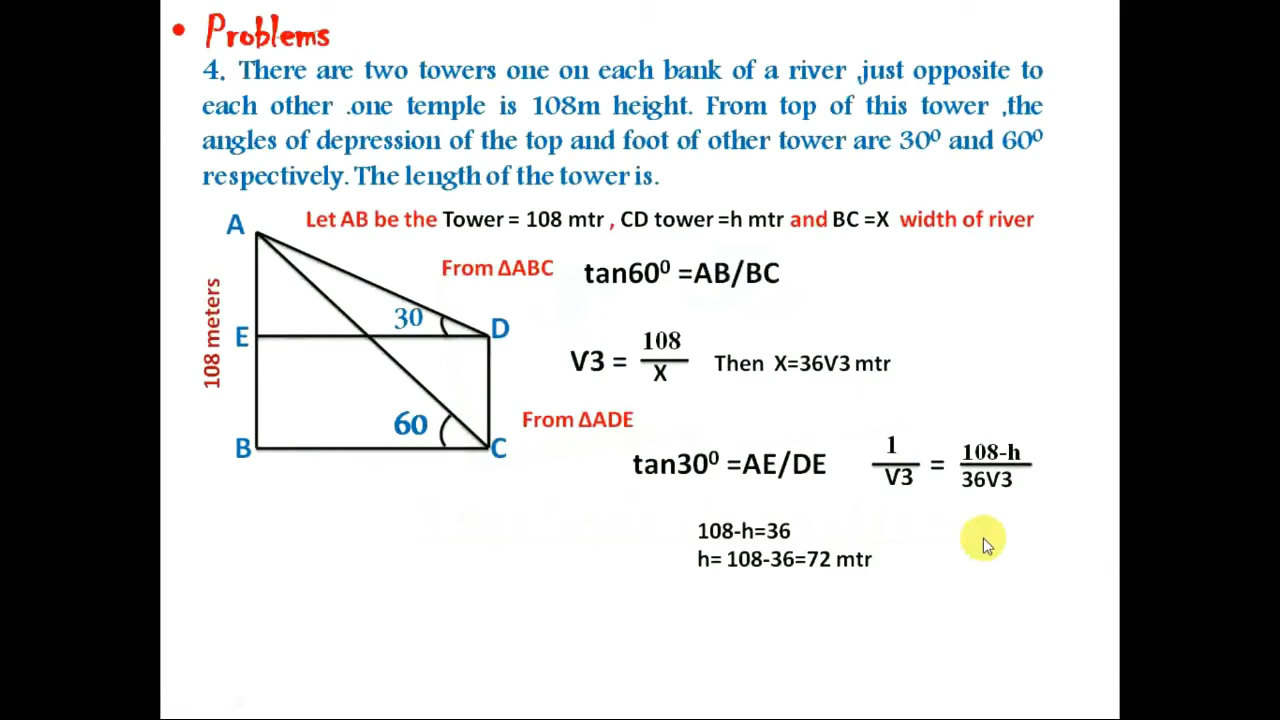 • Problems
4. There are two towers one on each bank of a river ,just opposite to
each other .one temple is 108m height. From top of this tower ,the
angles of depression of the top and foot of other tower are 30⁰ and 60⁰
respectively. The length of the tower is.
A
Let AB be the Tower = 108 mtr , CD tower =h mtr and BC =X width of river
From ΔABC tan60⁰ =AB/BC
108 meters
30
E
D
V3 = 108/X Then X=36V3 mtr
60
From ΔADE
B
C
tan30⁰ =AE/DE 1/V3 = 108-h/36V3
108-h=36
h= 108-36=72 mtr